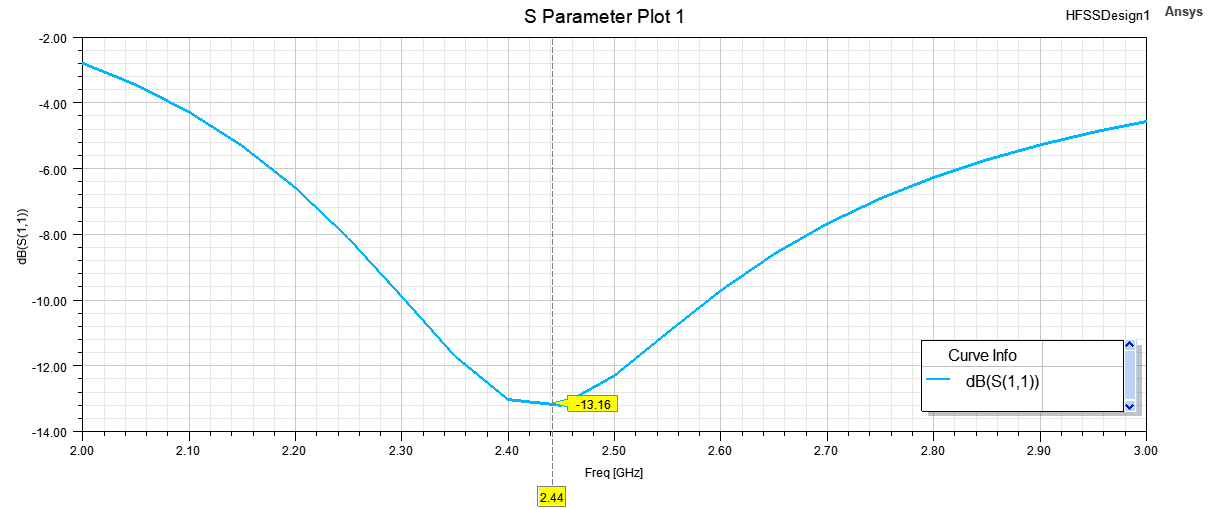 S Parameter Plot 1
HFSSDesign1
Ansys
-2.00
-4.00
-6.00
-8.00
-10.00
-12.00
-14.00
dB(S(1,1))
Curve Info
dB(S(1,1))
-13.16
2.00 2.10 2.20 2.30 2.40 2.50 2.60 2.70 2.80 2.90 3.00
Freq [GHz]
2.44